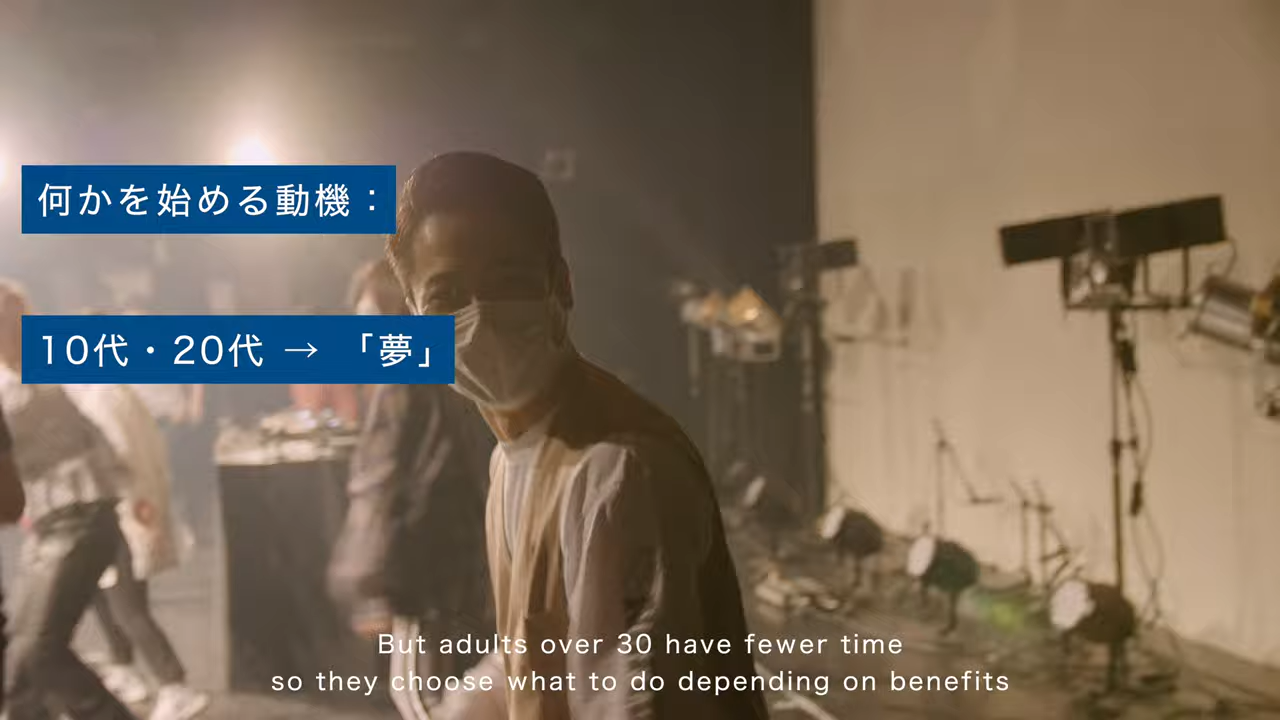 何かを始める動機：
10代・20代 → 「夢」
But adults over 30 have fewer time
so they choose what to do depending on benefits